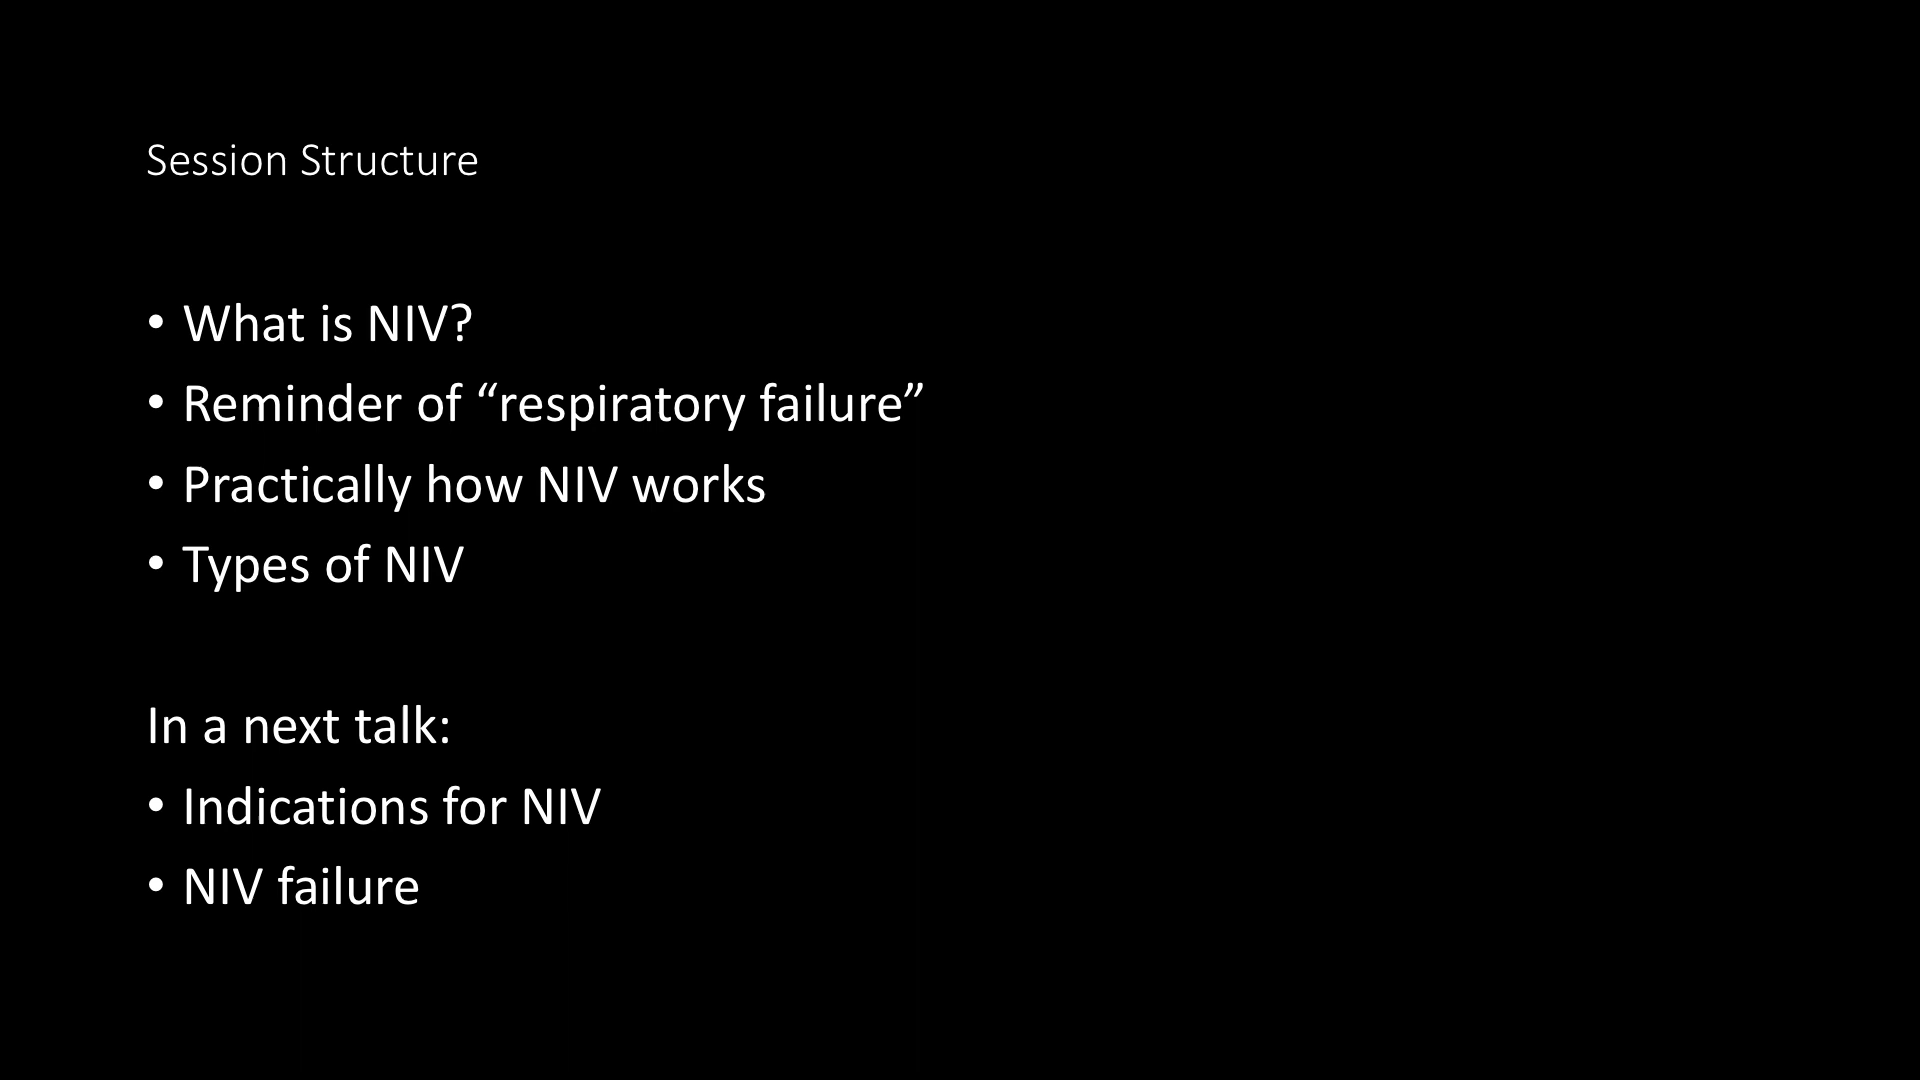 Session Structure
• What is NIV?
• Reminder of “respiratory failure”
• Practically how NIV works
• Types of NIV
In a next talk:
• Indications for NIV
• NIV failure